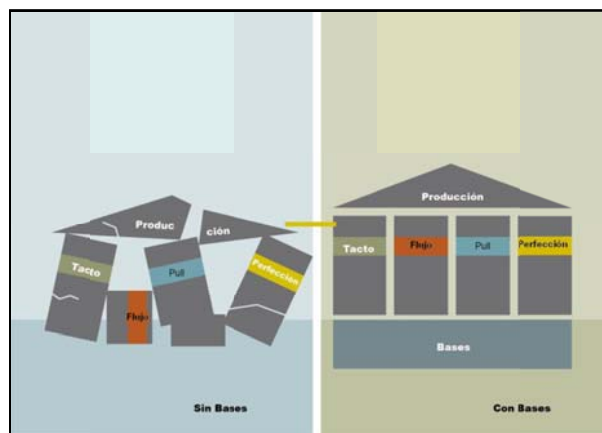 Produc
ción
Tacto
Flujo
Pull
Perfección
Sin Bases
Producción
Tacto
Flujo
Pull
Perfección
Bases
Con Bases